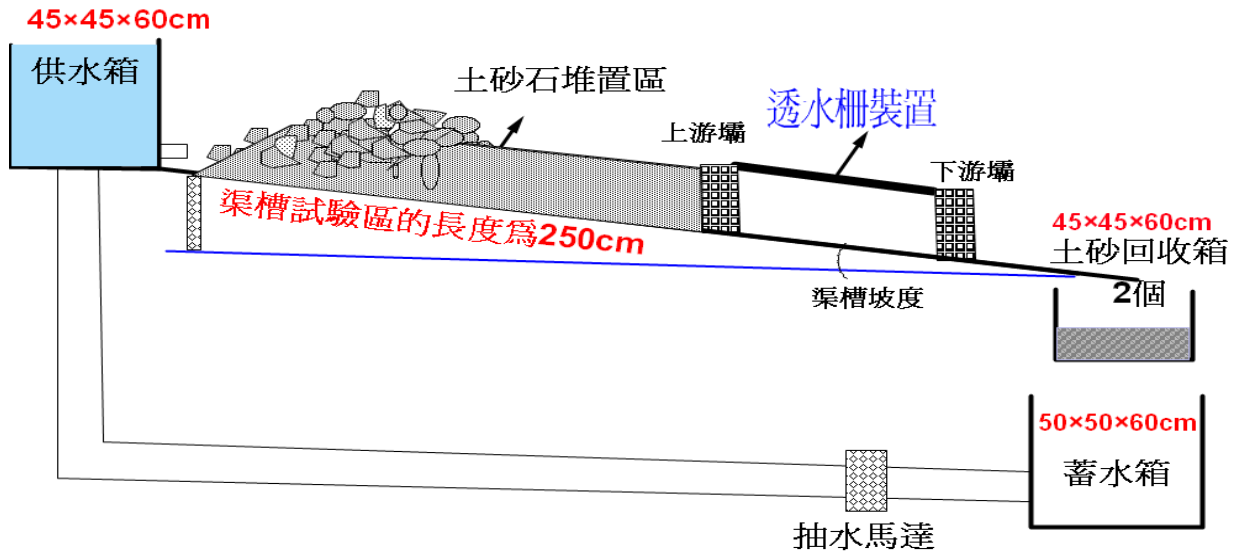 45×45×60cm
供水箱
土砂石堆置區
透水柵裝置
上游壩
下游壩
渠槽試驗區的長度為250cm
45×45×60cm
土砂回收箱
2個
渠槽坡度
50×50×60cm
蓄水箱
抽水馬達